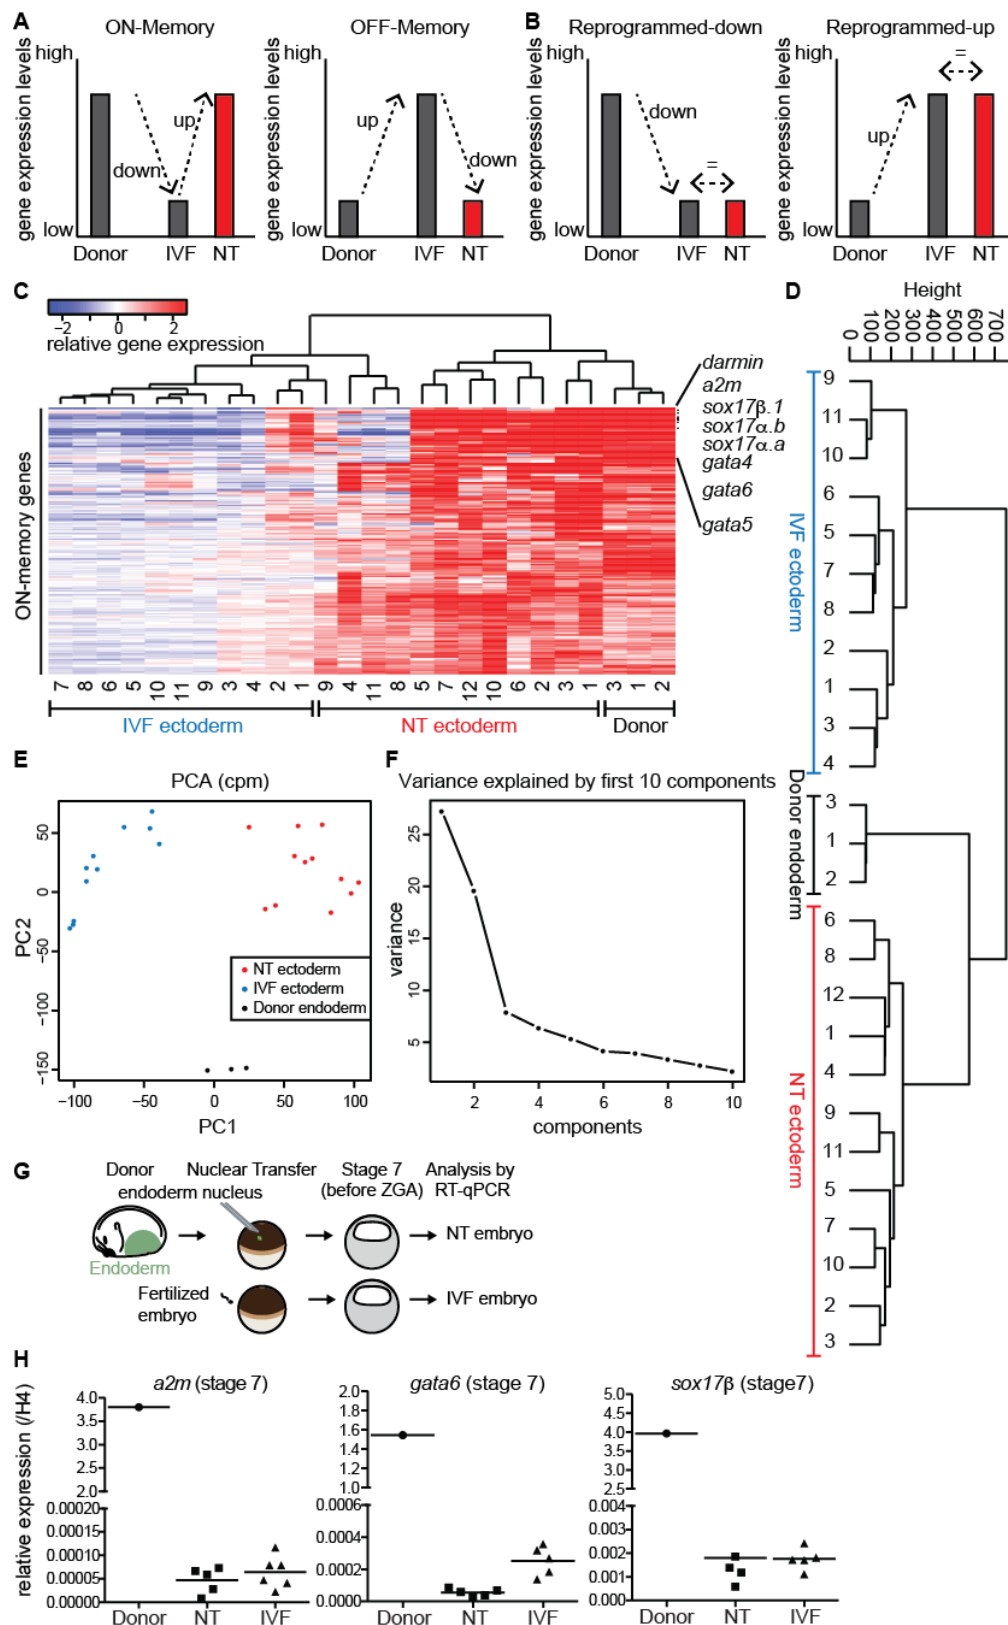 A
ON-Memory
OFF-Memory
gene expression levels
high
low
down
up
Donor
IVF
NT
gene expression levels
high
low
up
down
Donor
IVF
NT
B
Reprogrammed-down
Reprogrammed-up
gene expression levels
high
low
down
=
Donor
IVF
NT
gene expression levels
high
low
up
=
Donor
IVF
NT
C
−2 0 2
relative gene expression
ON-memory genes
darmin
a2m
sox17β.1
sox17α.b
sox17α.a
gata4
gata6
gata5
7 8 6 5 10 11 9 3 4 2 1 9 4 11 8 5 7 12 10 6 2 3 1 3 1 2
IVF ectoderm
NT ectoderm
Donor
D
Height
0 100 200 300 400 500 600 700
IVF ectoderm
9
11
10
6
5
7
8
2
1
3
4
Donor endoderm
3
1
2
NT ectoderm
6
8
12
1
4
9
11
5
7
10
2
3
E
PCA (cpm)
PC2
50
0
−50
−100
−150
NT ectoderm
IVF ectoderm
Donor endoderm
−100 −50 0 50 100
PC1
F
Variance explained by first 10 components
variance
25
20
15
10
5
2 4 6 8 10
components
G
Donor
endoderm nucleus
Nuclear Transfer
Stage 7
(before ZGA)
Analysis by
RT-qPCR
Endoderm
NT embryo
Fertilized
embryo
IVF embryo
H
relative expression (/H4)
a2m (stage 7)
4.0
3.5
3.0
2.5
2.0
0.00020
0.00015
0.00010
0.00005
0.00000
Donor NT IVF
gata6 (stage 7)
2.0
1.8
1.6
1.4
1.2
1.0
0.0006
0.0004
0.0002
0.0000
Donor NT IVF
sox17β (stage7)
5.0
4.5
4.0
3.5
3.0
2.5
0.004
0.003
0.002
0.001
0.000
Donor NT IVF